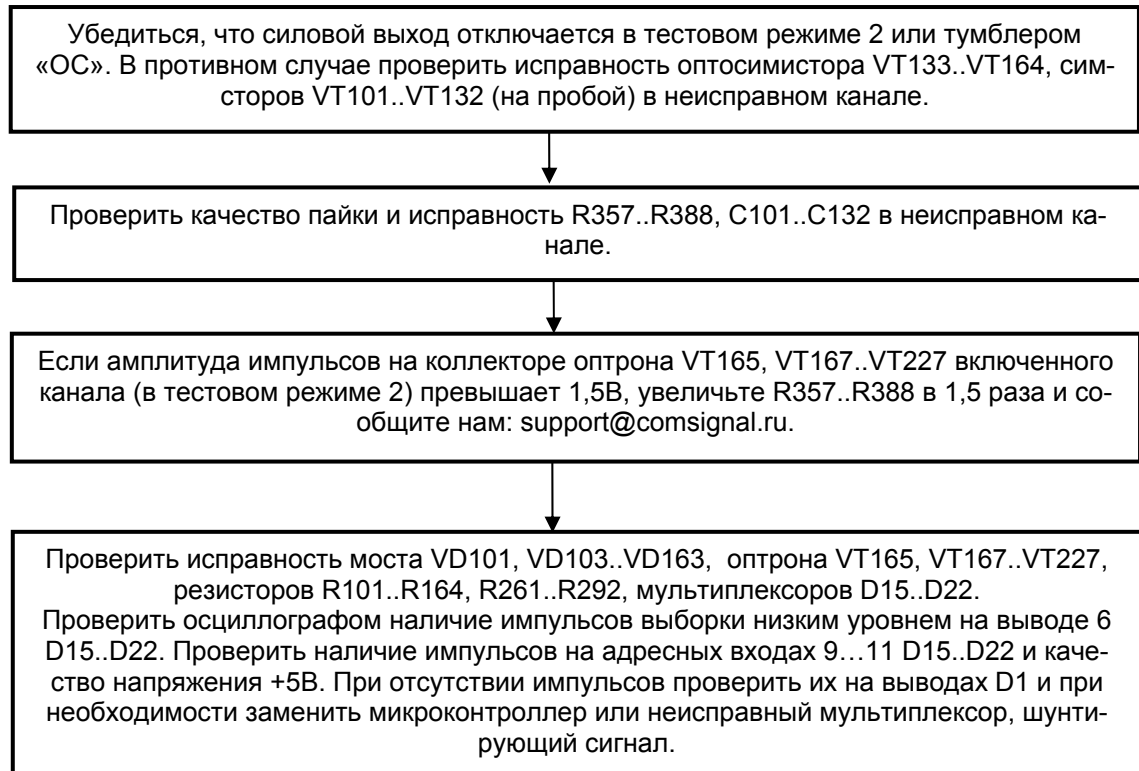 Убедиться, что силовой выход отключается в тестовом режиме 2 или тумблером
«ОС». В противном случае проверить исправность оптосимистора VT133..VT164, сим-
сторов VT101..VT132 (на пробой) в неисправном канале.
Проверить качество пайки и исправность R357..R388, C101..C132 в неисправном ка-
нале.
Если амплитуда импульсов на коллекторе оптрона VT165, VT167..VT227 включенного
канала (в тестовом режиме 2) превышает 1,5В, увеличьте R357..R388 в 1,5 раза и со-
общите нам: support@comsignal.ru.
Проверить исправность моста VD101, VD103..VD163, оптрона VT165, VT167..VT227,
резисторов R101..R164, R261..R292, мультиплексоров D15..D22.
Проверить осциллографом наличие импульсов выборки низким уровнем на выводе 6
D15..D22. Проверить наличие импульсов на адресных входах 9…11 D15..D22 и каче-
ство напряжения +5В. При отсутствии импульсов проверить их на выводах D1 и при
необходимости заменить микроконтроллер или неисправный мультиплексор, шунти-
рующий сигнал.